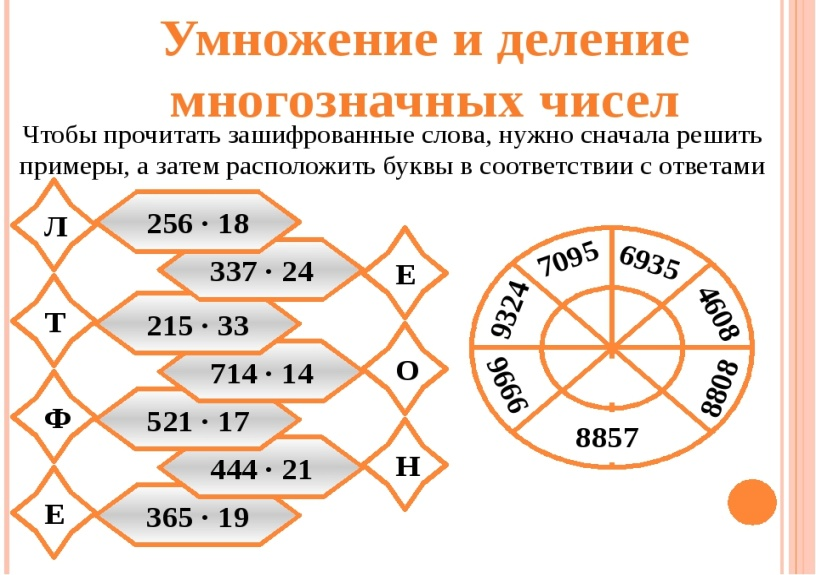 Умножение и деление
многозначных чисел
Чтобы прочитать зашифрованные слова, нужно сначала решить
примеры, а затем расположить буквы в соответствии с ответами
Л
256 · 18
337 · 24
Е
Т
215 · 33
714 · 14
О
Ф
521 · 17
444 · 21
Н
Е
365 · 19
7095
6935
4608
8808
8857
9996
9324